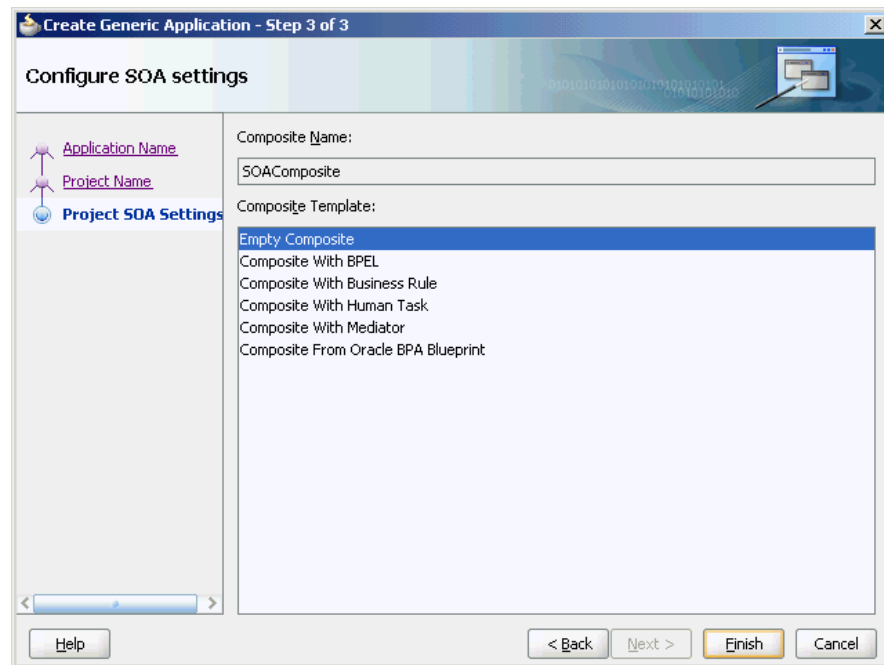 Create Generic Application - Step 3 of 3
Configure SOA settings
Application Name
Project Name
Project SOA Settings
Composite Name:
SOAComposite
Composite Template:
Empty Composite
Composite With BPEL
Composite With Business Rule
Composite With Human Task
Composite With Mediator
Composite From Oracle BPA Blueprint
Help
< Back
Next >
Finish
Cancel